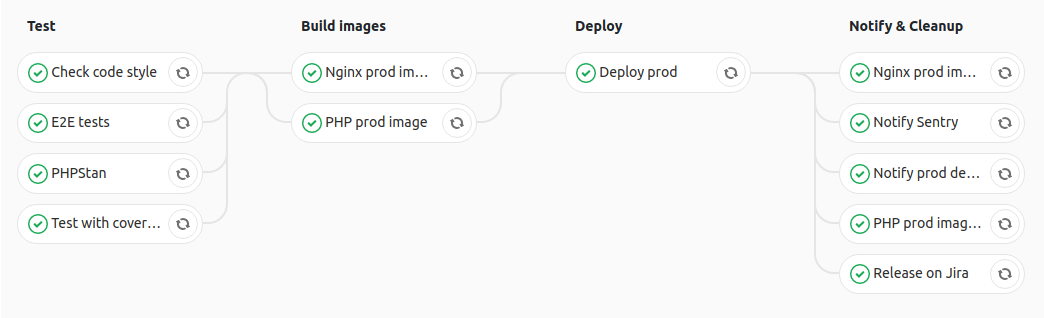 Test
Check code style
E2E tests
PHPStan
Test with cover…
Build images
Nginx prod im…
PHP prod image
Deploy
Deploy prod
Notify & Cleanup
Nginx prod im…
Notify Sentry
Notify prod de…
PHP prod imag…
Release on Jira